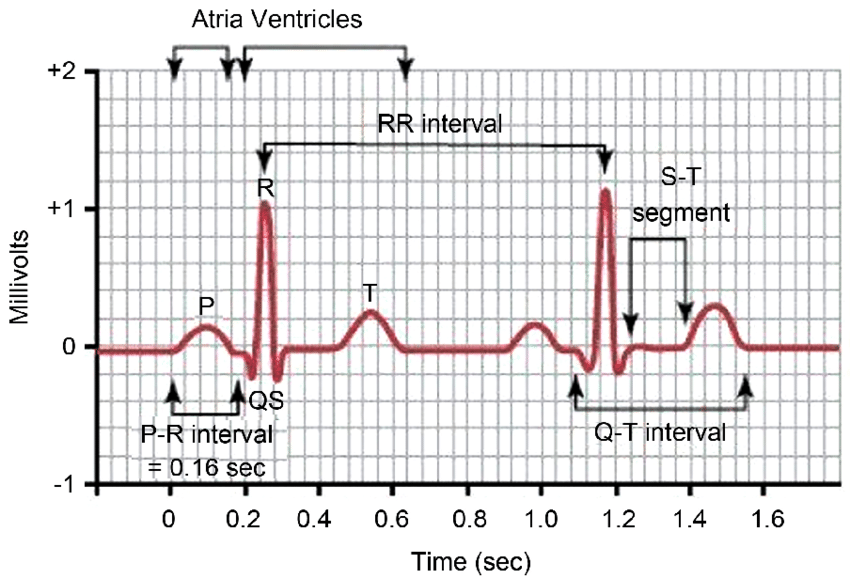 Atria Ventricles
+2
RR interval
R
S-T
segment
+1
Millivolts
P
T
0
QS
P-R interval
= 0.16 sec
Q-T interval
-1
0 0.2 0.4 0.6 0.8 1.0 1.2 1.4 1.6
Time (sec)